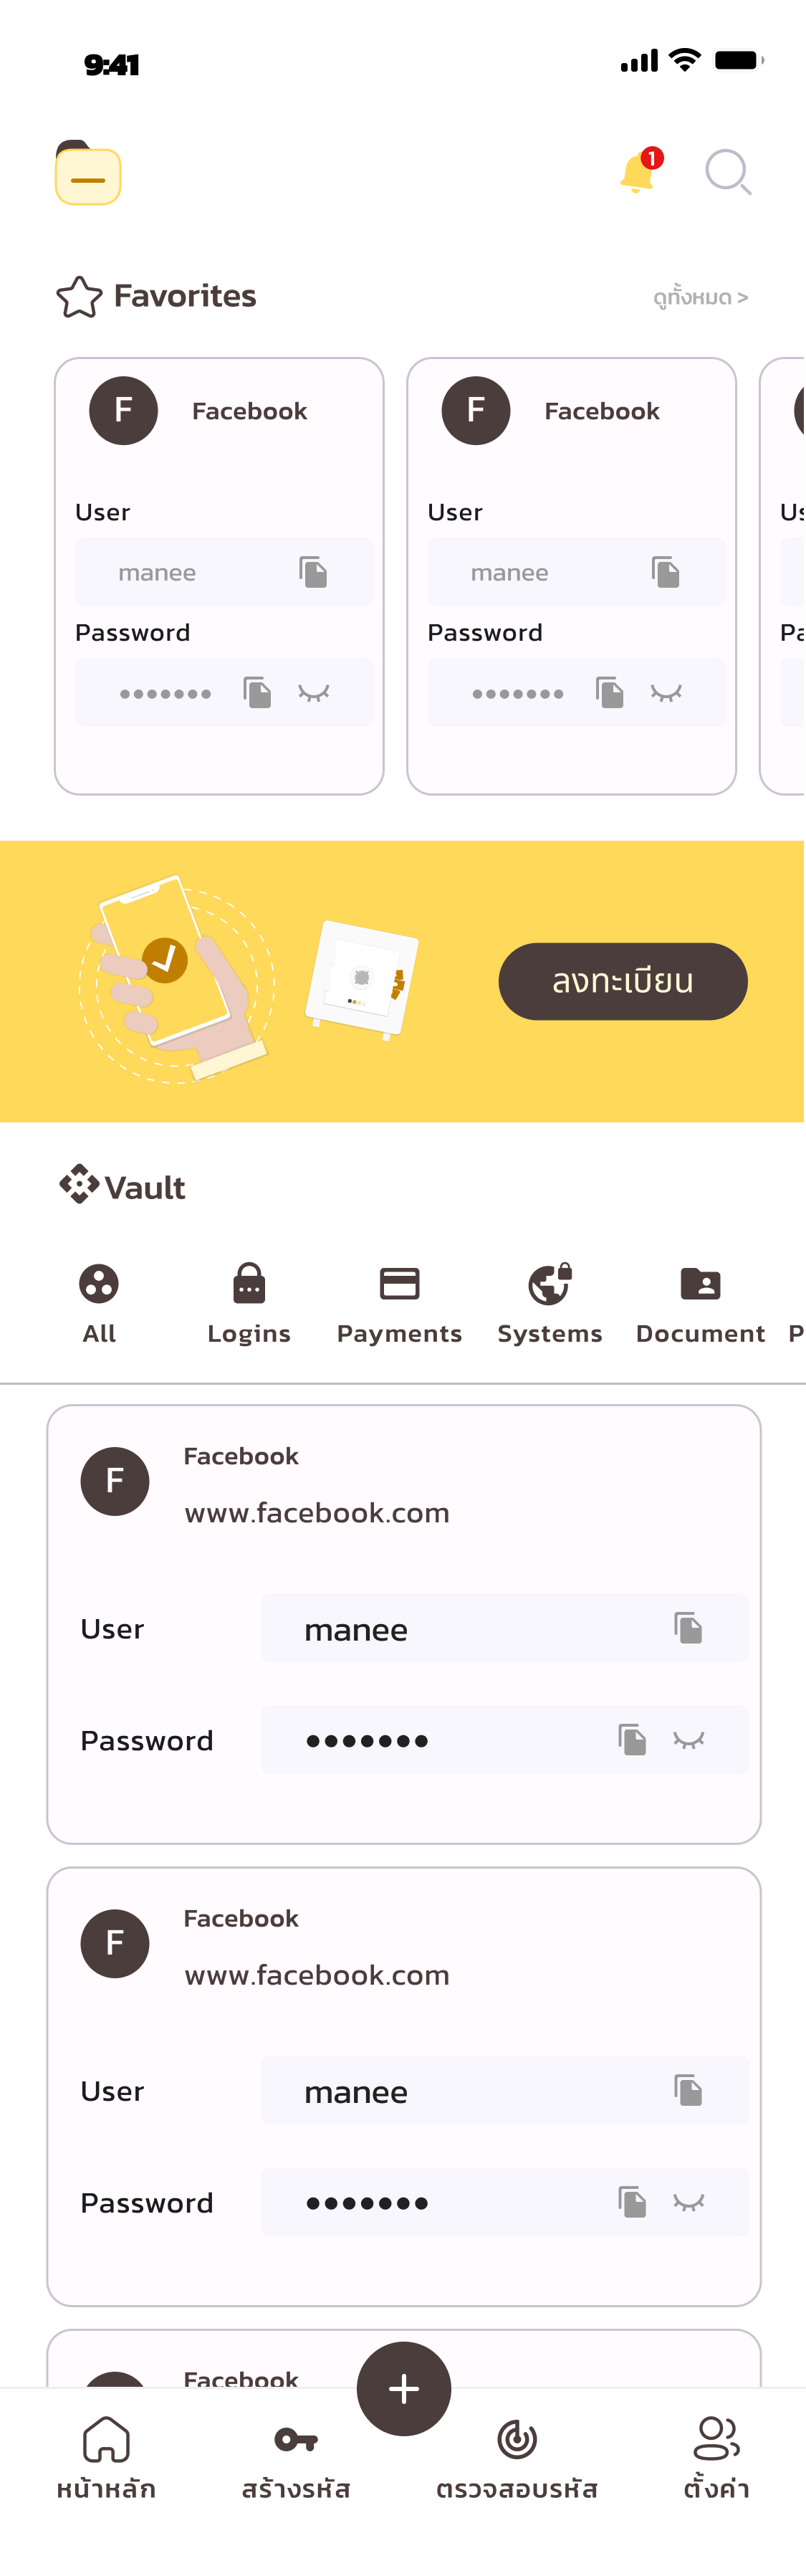 9:41
1
Favorites
ดูทั้งหมด >
F Facebook
F Facebook
User
User
manee
manee
Password
Password
•••••••
•••••••
ลงทะเบียน
Vault
All Logins Payments Systems Document P
F
Facebook
www.facebook.com
User manee
Password •••••••
F
Facebook
www.facebook.com
User manee
Password •••••••
Facebook
+
หน้าหลัก สร้างรหัส ตรวจสอบรหัส ตั้งค่า